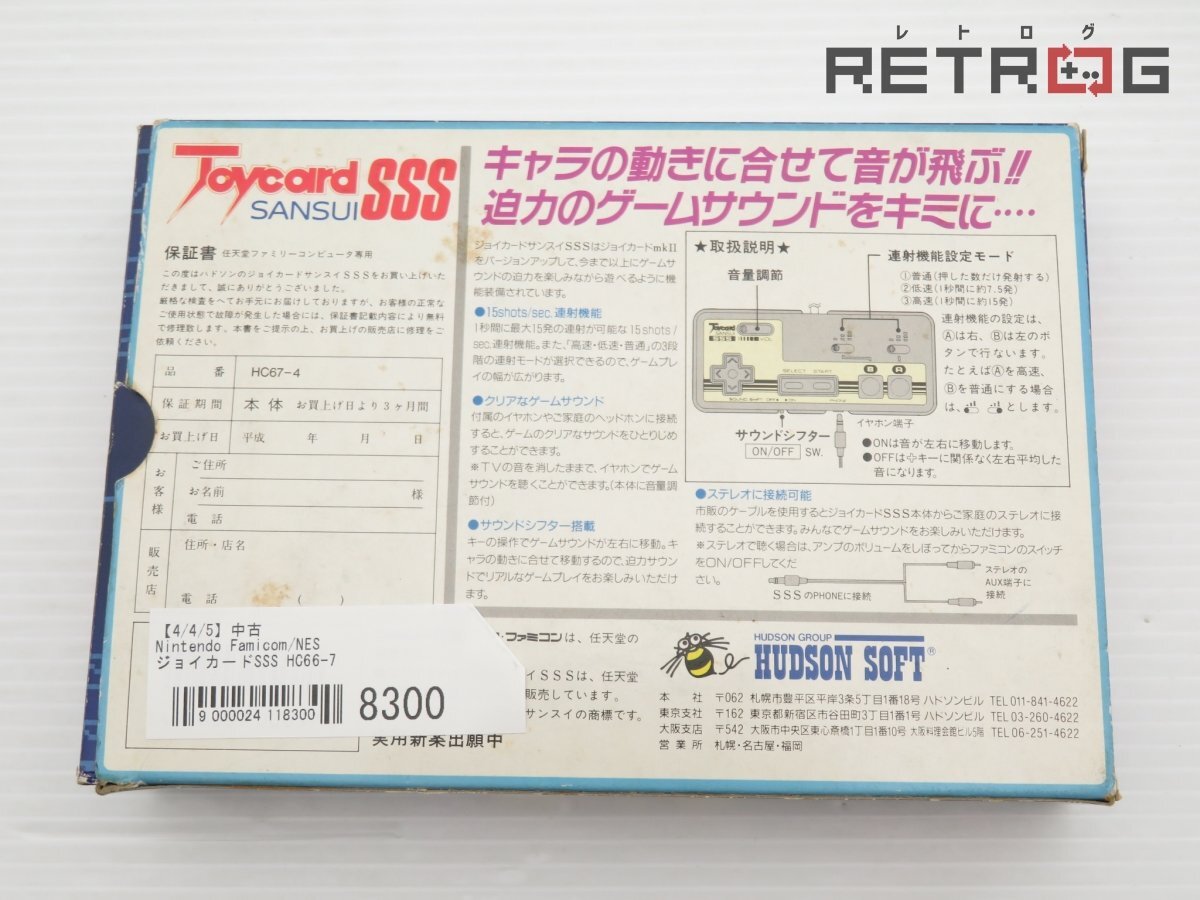 レトログ
RETROG
Joycard
SANSUI SSS
キャラの動きに合せて音が飛ぶ!!
迫力のゲームサウンドをキミに‥‥
保証書 任天堂ファミリーコンピュータ専用
この度はハドソンのジョイカードサンスイSSSをお買い上げいた
だきまして、誠にありがとうございました。
厳格な検査をへてお手元にお届けしておりますが、お客様の正常な
ご使用状態で故障が発生した場合には、保証書記載内容により無料
で修理致します。本書をご提示の上、お買上げの販売店に修理をご
依頼ください。
品番 HC67-4
保証期間 本体 お買上げ日より3ヶ月間
お買上げ日 平成 年 月 日
お客様
ご住所
お名前 様
電話
販売店
住所・店名
電話 ( )
ジョイカードサンスイSSSはジョイカードmkII
をバージョンアップして、今まで以上にゲームサ
ウンドの迫力を楽しみながら遊べるように機
能装備されています。
●15shots/sec.連射機能
1秒間に最大15発の連射が可能な15shots/
sec.連射機能。また、「高速・低速・普通」の3段
階の連射モードが選択できるので、ゲームプレ
イの幅が広がります。
●クリアなゲームサウンド
付属のイヤホンやご家庭のヘッドホンに接続
すると、ゲームのクリアなサウンドをひとりじめ
することができます。
※TVの音を消したままで、イヤホンでゲーム
サウンドを聴くことができます。(本体に音量調
節付)
●サウンドシフター搭載
キーの操作でゲームサウンドが左右に移動。キ
ャラの動きに合せて移動するので、迫力サウン
ドでリアルなゲームプレイをお楽しみいただけ
ます。
★取扱説明★
音量調節
連射機能設定モード
①普通(押した数だけ発射する)
②低速(1秒間に約7.5発)
③高速(1秒間に約15発)
連射機能の設定は、
Ⓐは右、Ⓑは左のボ
タンで行ないます。
たとえばⒶを高速、
Ⓑを普通にする場合
は、とします。
Joycard
SANSUI
SSS VOL
SELECT START
B A
SOUND SHIFT OFF ON PHONE
サウンドシフター
ON/OFF SW.
イヤホン端子
●ONは音が左右に移動します。
●OFFは✚キーに関係なく左右平均した
音になります。
●ステレオに接続可能
市販のケーブルを使用するとジョイカードSSS本体からご家庭のステレオに接
続することができます。みんなでゲームサウンドをお楽しみいただけます。
※ステレオで聴く場合は、アンプのボリュームをしぼってからファミコンのスイッチ
をON/OFFしてくだ
さい。
SSSのPHONEに接続
ステレオの
AUX端子に
接続
【4/4/5】中古
Nintendo Famicom/NES
ジョイカードSSS HC66-7
9 000024 118300
8300
・ファミコンは、任天堂の
イSSSは、任天堂
販売しています。
サンスイの商標です。
実用新案出願中
HUDSON GROUP
HUDSON SOFT®
本社 〒062 札幌市豊平区平岸3条5丁目1番18号 ハドソンビル TEL 011-841-4622
東京支社 〒162 東京都新宿区市谷田町3丁目1番1号 ハドソンビル TEL 03-260-4622
大阪支店 〒542 大阪市中央区東心斎橋1丁目1番10号 大阪料理会館ビル5階 TEL 06-251-4622
営業所 札幌・名古屋・福岡